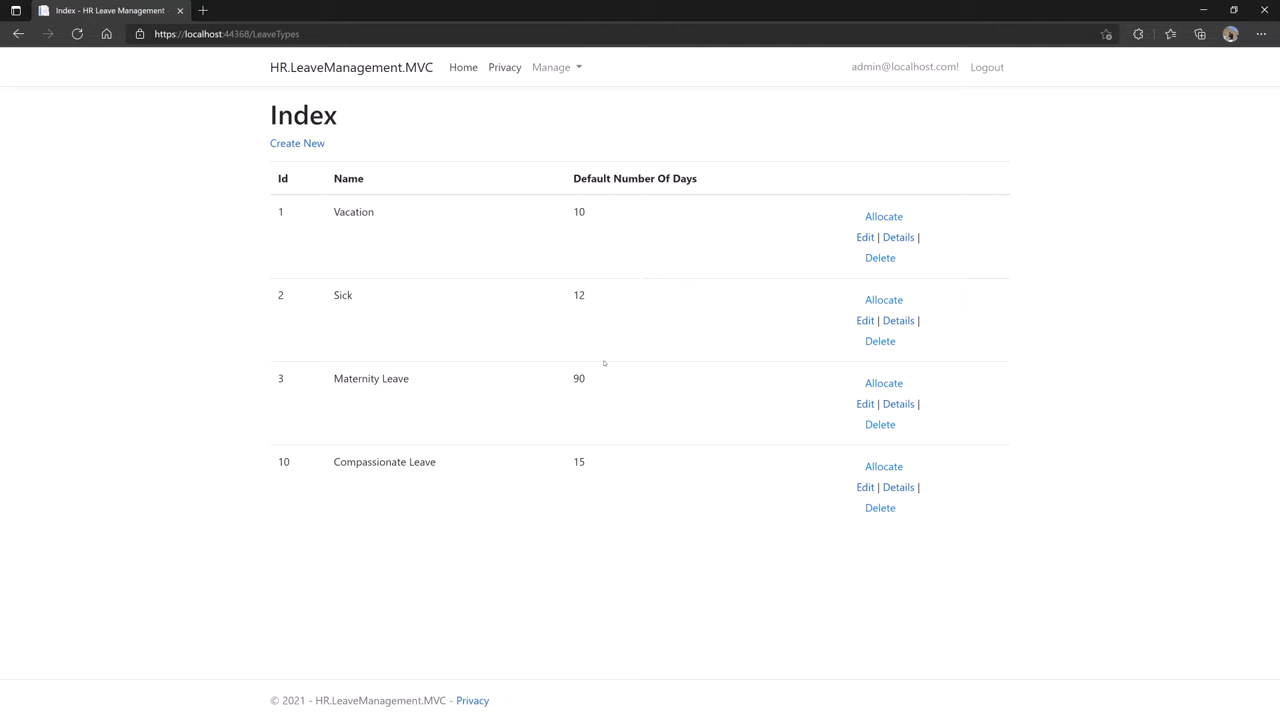 Index - HR Leave Management -
https://localhost:44368/LeaveTypes
HR.LeaveManagement.MVC Home Privacy Manage admin@localhost.com! Logout
Index
Create New
Id Name Default Number Of Days
1 Vacation 10 Allocate
Edit | Details |
Delete
2 Sick 12 Allocate
Edit | Details |
Delete
3 Maternity Leave 90 Allocate
Edit | Details |
Delete
10 Compassionate Leave 15 Allocate
Edit | Details |
Delete
© 2021 - HR.LeaveManagement.MVC - Privacy